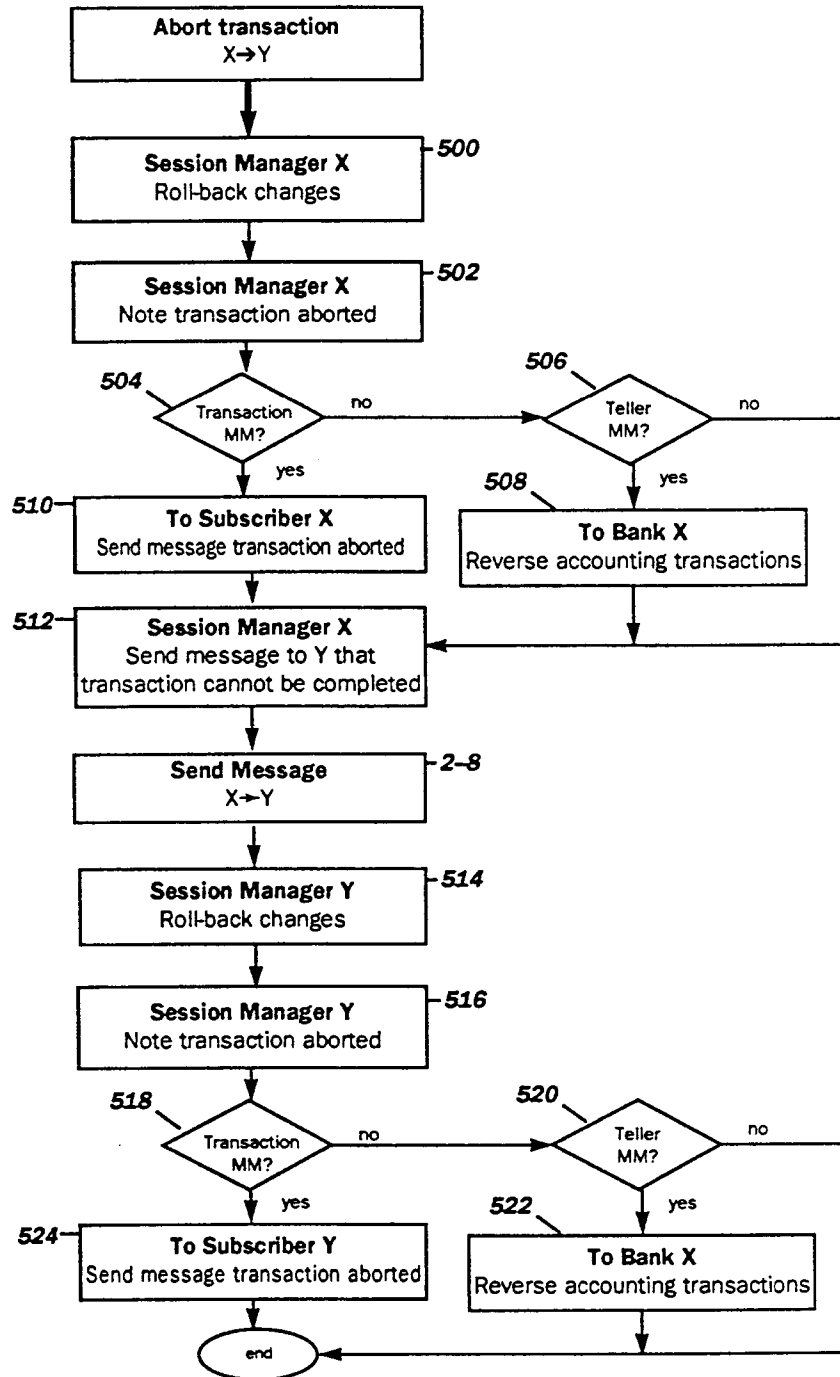 Abort transaction
X→Y
Session Manager X
Roll-back changes
500
Session Manager X
Note transaction aborted
502
504
Transaction
MM?
no
yes
506
Teller
MM?
no
yes
510
To Subscriber X
Send message transaction aborted
508
To Bank X
Reverse accounting transactions
512
Session Manager X
Send message to Y that
transaction cannot be completed
Send Message
X→Y
2-8
Session Manager Y
Roll-back changes
514
Session Manager Y
Note transaction aborted
516
518
Transaction
MM?
no
yes
520
Teller
MM?
no
yes
524
To Subscriber Y
Send message transaction aborted
522
To Bank X
Reverse accounting transactions
end